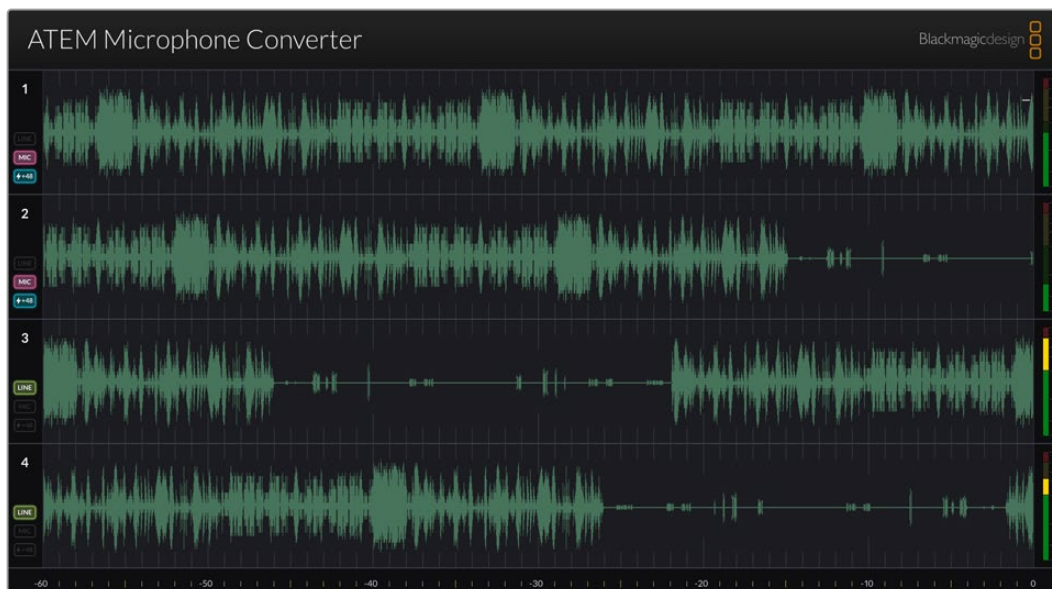 ATEM Microphone Converter
Blackmagicdesign
1
LINE
MIC
+48
2
LINE
MIC
+48
3
LINE
MIC
+48
4
LINE
MIC
+48
-60 -50 -40 -30 -20 -10 0